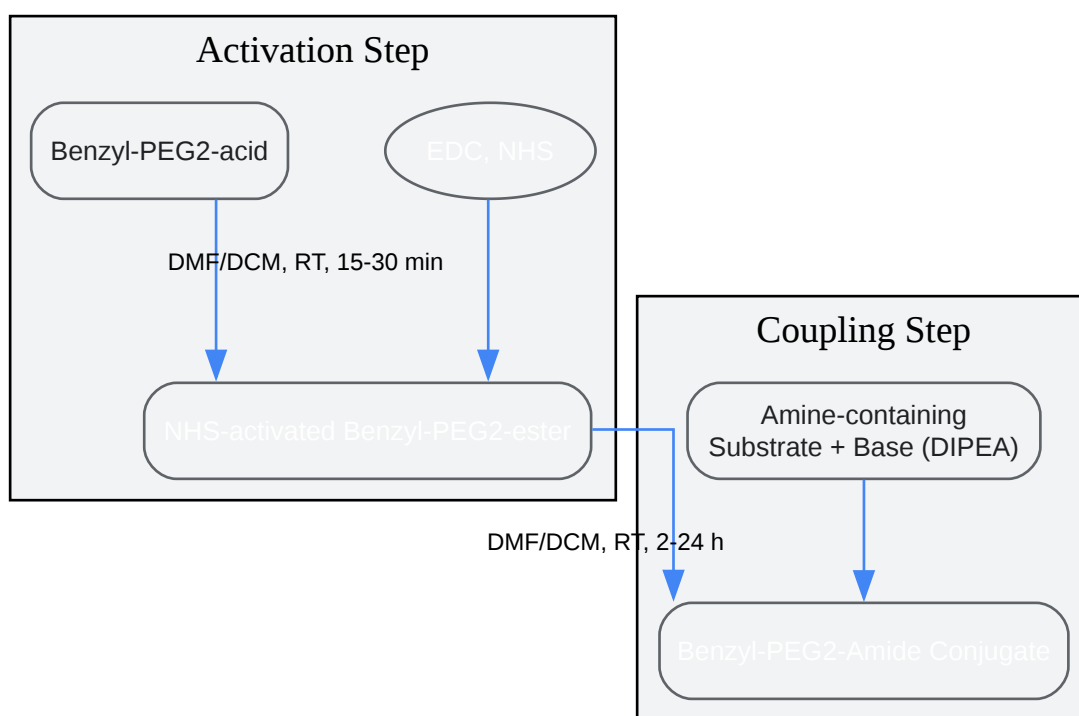 Activation Step
Benzyl-PEG2-acid
EDC, NHS
DMF/DCM, RT, 15-30 min
NHS-activated Benzyl-PEG2-ester
Coupling Step
Amine-containing
Substrate + Base (DIPEA)
DMF/DCM, RT, 2-24 h
Benzyl-PEG2-Amide Conjugate